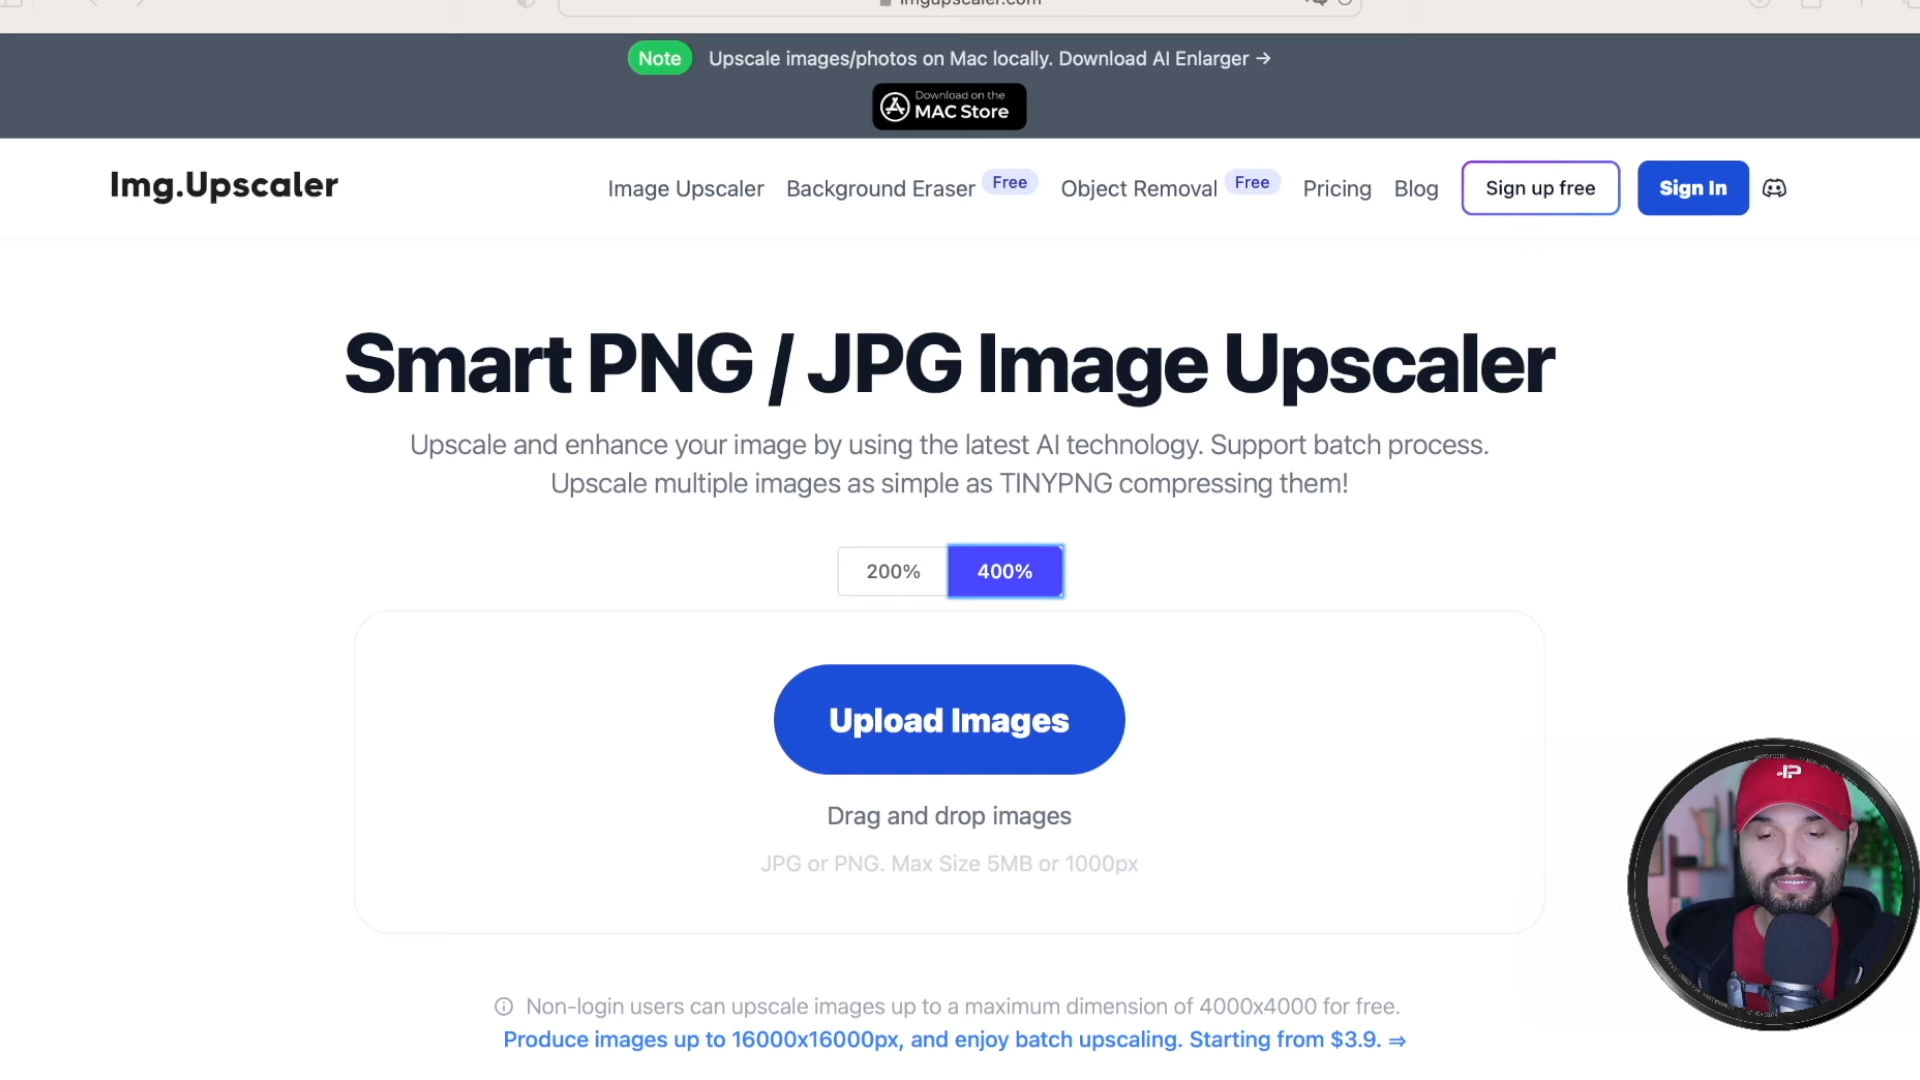 imgupscaler.com
Note Upscale images/photos on Mac locally. Download AI Enlarger →
Download on the
MAC Store
Img.Upscaler
Image Upscaler Background Eraser Free Object Removal Free Pricing Blog Sign up free Sign In
Smart PNG / JPG Image Upscaler
Upscale and enhance your image by using the latest AI technology. Support batch process.
Upscale multiple images as simple as TINYPNG compressing them!
200% 400%
Upload Images
Drag and drop images
JPG or PNG. Max Size 5MB or 1000px
Non-login users can upscale images up to a maximum dimension of 4000x4000 for free.
Produce images up to 16000x16000px, and enjoy batch upscaling. Starting from $3.9. ⇒